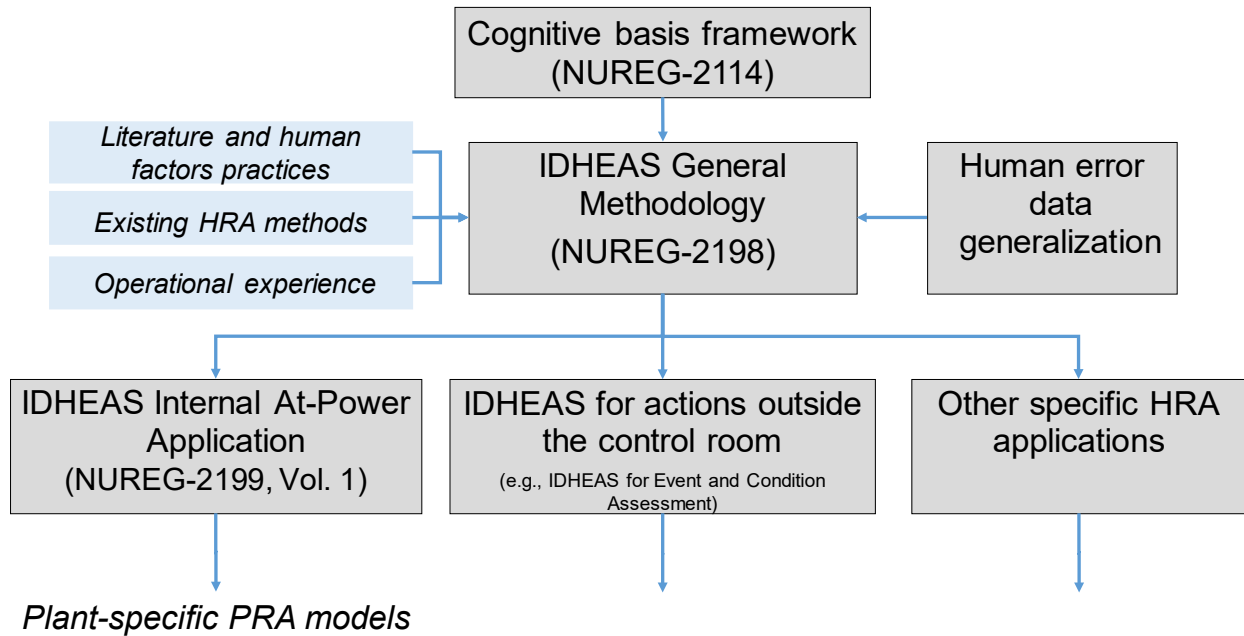 Cognitive basis framework
(NUREG-2114)
Literature and human
factors practices
Existing HRA methods
Operational experience
IDHEAS General
Methodology
(NUREG-2198)
Human error
data
generalization
IDHEAS Internal At-Power
Application
(NUREG-2199, Vol. 1)
IDHEAS for actions outside
the control room
(e.g., IDHEAS for Event and Condition
Assessment)
Other specific HRA
applications
Plant-specific PRA models